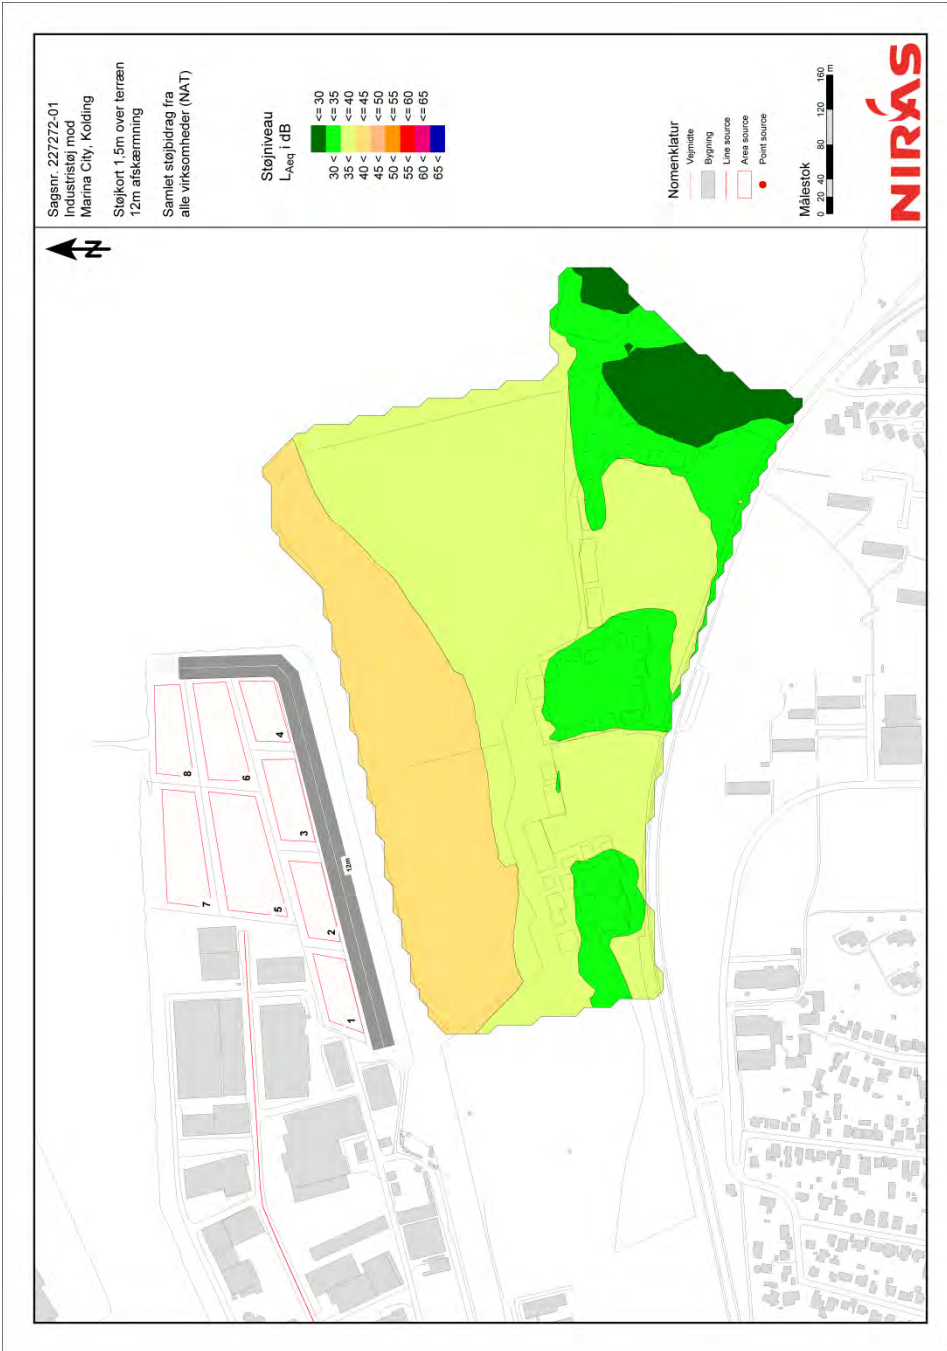 Sagsnr. 227272-01
Industristøj mod
Marina City, Kolding
Støjkort 1,5m over terræn
12m afskærmning
Samlet støjbidrag fra
alle virksomheder (NAT)
Støjniveau
LAeq i dB
<= 30
30 < <= 35
35 < <= 40
40 < <= 45
45 < <= 50
50 < <= 55
55 < <= 60
60 < <= 65
65 <
Nomenklatur
Vejmidte
Bygning
Line source
Area source
Point source
Målestok
0 20 40 80 120 160
m
NIRAS
N
8
7
6
5
4
3
2
1
12m